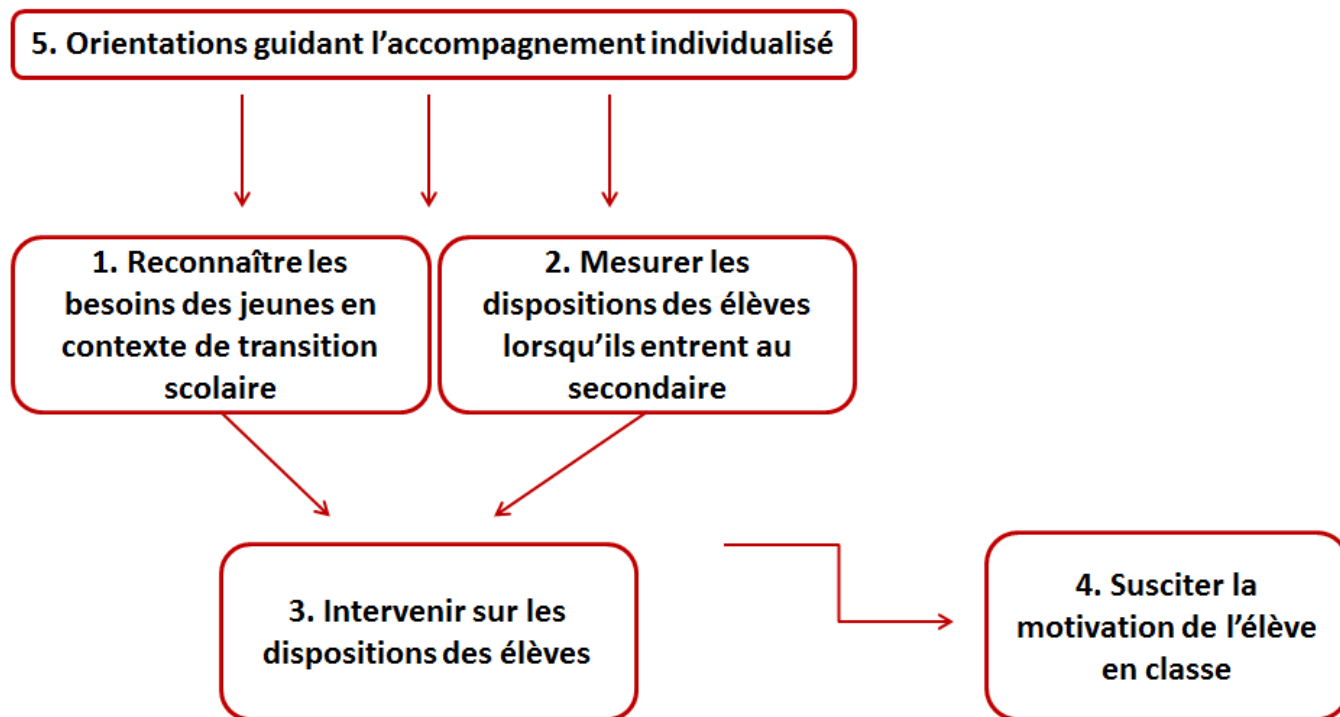 5. Orientations guidant l'accompagnement individualisé
1. Reconnaître les
besoins des jeunes en
contexte de transition
scolaire
2. Mesurer les
dispositions des élèves
lorsqu'ils entrent au
secondaire
3. Intervenir sur les
dispositions des élèves
4. Susciter la
motivation de l'élève
en classe